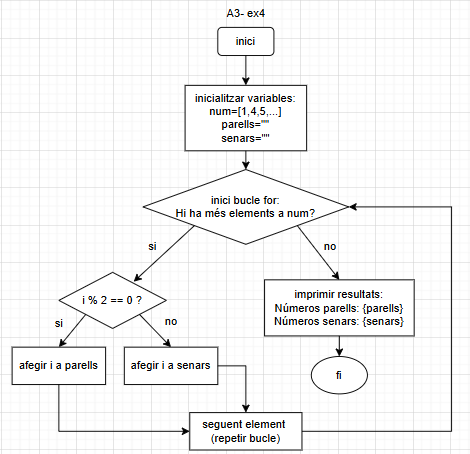 A3- ex4
inici
inicialitzar variables:
num=[1,4,5,...]
parells=""
senars=""
inici bucle for:
Hi ha més elements a num?
si
no
i % 2 == 0 ?
imprimir resultats:
Números parells: {parells}
Números senars: {senars}
si
no
afegir i a parells
afegir i a senars
fi
seguent element
(repetir bucle)